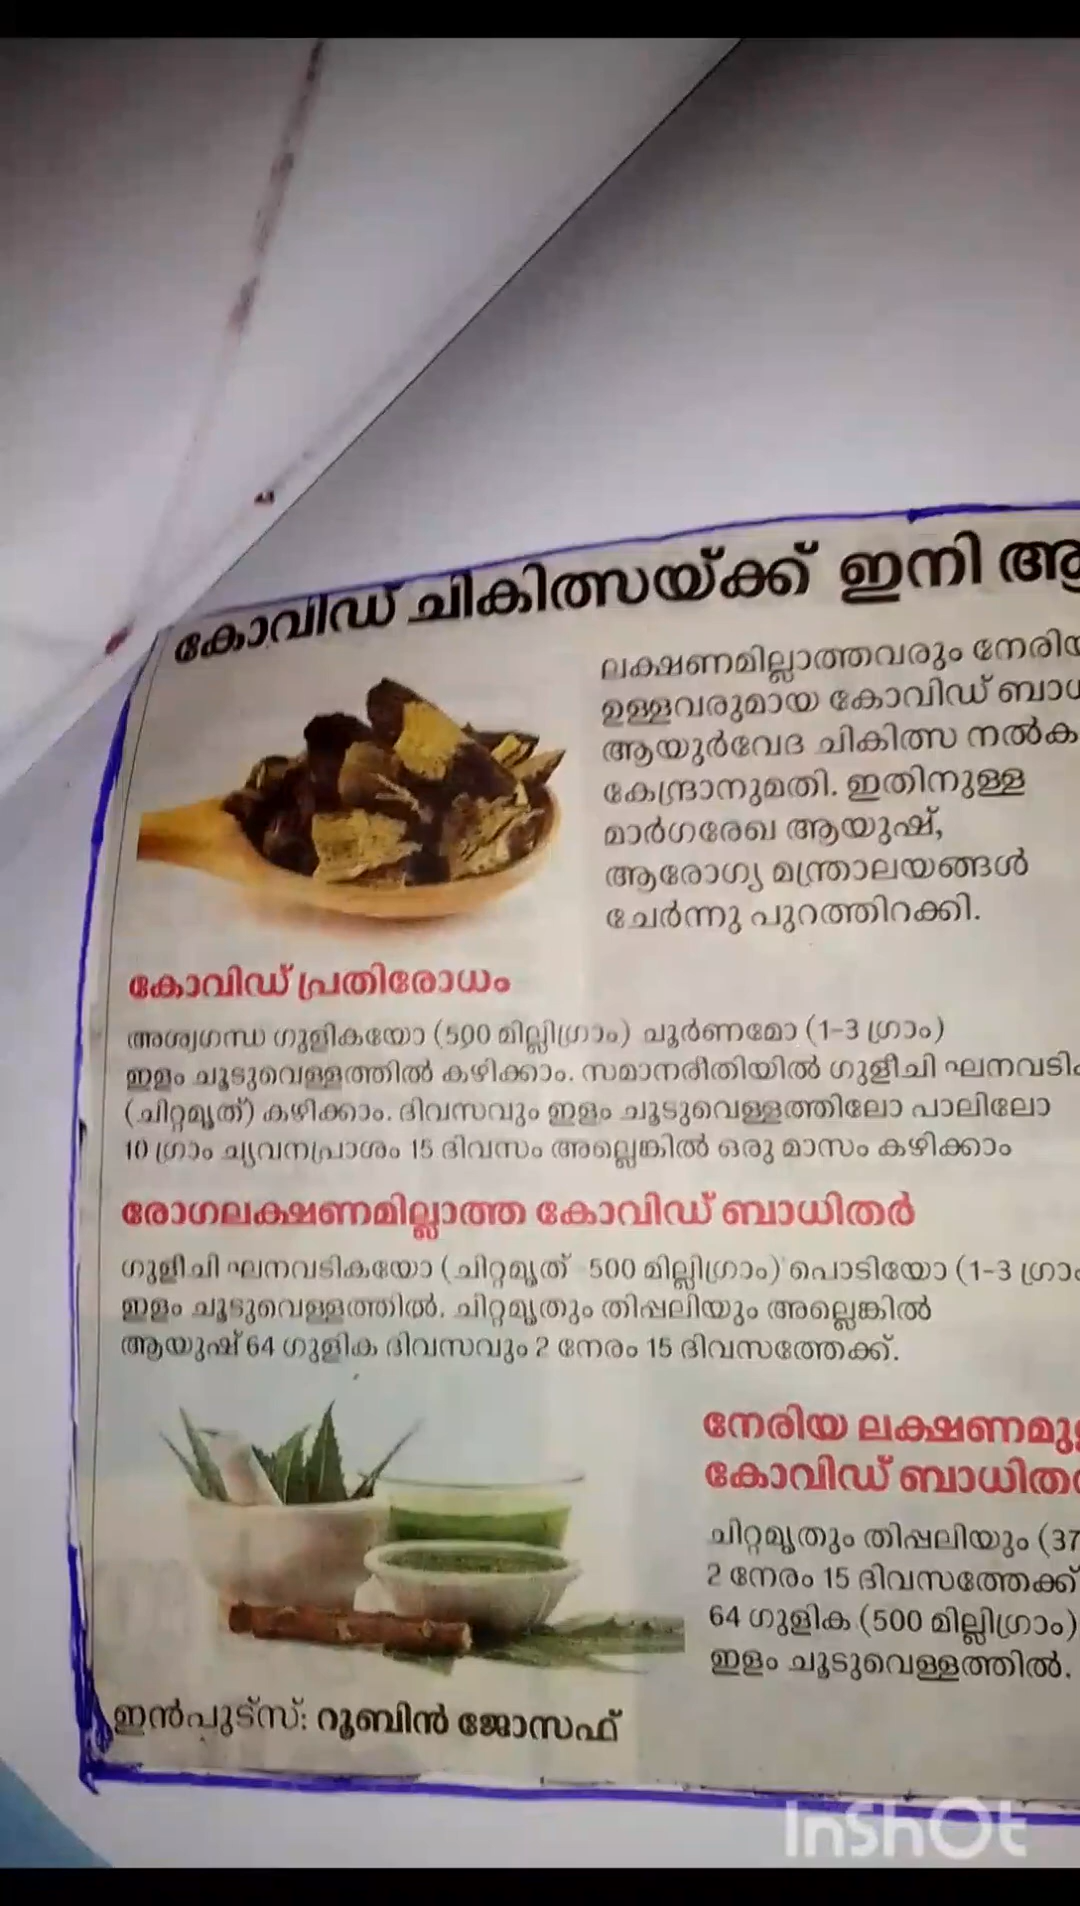 കോവിഡ് ചികിത്സയ്ക്ക് ഇനി
ലക്ഷണമില്ലാത്തവരും
ഉള്ളവരുമായ കോവിഡ്
ആയുർവേദ ചികിത്സ
കേന്ദ്രാനുമതി. ഇതിനുള്ള
മാർഗരേഖ ആയുഷ്,
ആരോഗ്യ മന്ത്രാലയങ്ങൾ
ചേർന്നു പുറത്തിറക്കി.
കോവിഡ് പ്രതിരോധം
അശ്വഗന്ധ ഗുളികയോ (500 മില്ലിഗ്രാം) ചൂർണമോ (1-3 ഗ്രാം)
ഇളം ചൂടുവെള്ളത്തിൽ കഴിക്കാം. സമാനരീതിയിൽ ഗുളീചി
(ചിറ്റമൃത്) കഴിക്കാം. ദിവസവും ഇളം ചൂടുവെള്ളത്തിലോ പാലിലോ
10 ഗ്രാം ച്യവനപ്രാശം 15 ദിവസം അല്ലെങ്കിൽ ഒരു മാസം കഴിക്കാം
രോഗലക്ഷണമില്ലാത്ത കോവിഡ് ബാധിതർ
ഗുളീചി ഘനവടികയോ (ചിറ്റമൃത് 500 മില്ലിഗ്രാം) പൊടിയോ (1-3
ഇളം ചൂടുവെള്ളത്തിൽ. ചിറ്റമൃതും തിപ്പലിയും അല്ലെങ്കിൽ
ആയുഷ് 64 ഗുളിക ദിവസവും 2 നേരം 15 ദിവസത്തേക്ക്.
നേരിയ
കോവിഡ്
ചിറ്റമൃതും തിപ്പലിയും
2 നേരം 15 ദിവസത്തേക്ക്
64 ഗുളിക (500 മില്ലിഗ്രാം)
ഇളം ചൂടുവെള്ളത്തിൽ.
ഇൻപുട്സ്: റൂബിൻ ജോസഫ്
InShOt